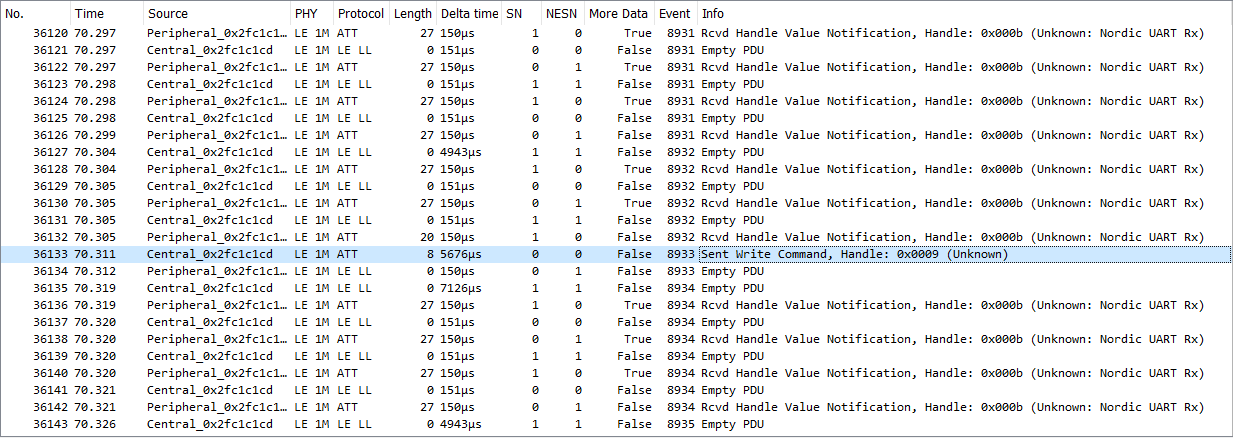 No. Time Source PHY Protocol Length Delta time SN NESN More Data Event Info
36120 70.297 Peripheral_0x2fc1c1… LE 1M ATT 27 150µs 1 0 True 8931 Rcvd Handle Value Notification, Handle: 0x000b (Unknown: Nordic UART Rx)
36121 70.297 Central_0x2fc1c1cd LE 1M LE LL 0 151µs 0 0 False 8931 Empty PDU
36122 70.297 Peripheral_0x2fc1c1… LE 1M ATT 27 150µs 0 1 True 8931 Rcvd Handle Value Notification, Handle: 0x000b (Unknown: Nordic UART Rx)
36123 70.298 Central_0x2fc1c1cd LE 1M LE LL 0 151µs 1 1 False 8931 Empty PDU
36124 70.298 Peripheral_0x2fc1c1… LE 1M ATT 27 150µs 1 0 True 8931 Rcvd Handle Value Notification, Handle: 0x000b (Unknown: Nordic UART Rx)
36125 70.298 Central_0x2fc1c1cd LE 1M LE LL 0 151µs 0 0 False 8931 Empty PDU
36126 70.299 Peripheral_0x2fc1c1… LE 1M ATT 27 150µs 0 1 False 8931 Rcvd Handle Value Notification, Handle: 0x000b (Unknown: Nordic UART Rx)
36127 70.304 Central_0x2fc1c1cd LE 1M LE LL 0 4943µs 1 1 False 8932 Empty PDU
36128 70.304 Peripheral_0x2fc1c1… LE 1M ATT 27 150µs 1 0 True 8932 Rcvd Handle Value Notification, Handle: 0x000b (Unknown: Nordic UART Rx)
36129 70.305 Central_0x2fc1c1cd LE 1M LE LL 0 151µs 0 0 False 8932 Empty PDU
36130 70.305 Peripheral_0x2fc1c1… LE 1M ATT 27 150µs 0 1 True 8932 Rcvd Handle Value Notification, Handle: 0x000b (Unknown: Nordic UART Rx)
36131 70.305 Central_0x2fc1c1cd LE 1M LE LL 0 151µs 1 1 False 8932 Empty PDU
36132 70.305 Peripheral_0x2fc1c1… LE 1M ATT 20 150µs 1 0 False 8932 Rcvd Handle Value Notification, Handle: 0x000b (Unknown: Nordic UART Rx)
36133 70.311 Central_0x2fc1c1cd LE 1M ATT 8 5676µs 0 0 False 8933 Sent Write Command, Handle: 0x0009 (Unknown)
36134 70.312 Peripheral_0x2fc1c1… LE 1M LE LL 0 150µs 0 1 False 8933 Empty PDU
36135 70.319 Central_0x2fc1c1cd LE 1M LE LL 0 7126µs 1 1 False 8934 Empty PDU
36136 70.319 Peripheral_0x2fc1c1… LE 1M ATT 27 150µs 1 0 True 8934 Rcvd Handle Value Notification, Handle: 0x000b (Unknown: Nordic UART Rx)
36137 70.320 Central_0x2fc1c1cd LE 1M LE LL 0 151µs 0 0 False 8934 Empty PDU
36138 70.320 Peripheral_0x2fc1c1… LE 1M ATT 27 150µs 0 1 True 8934 Rcvd Handle Value Notification, Handle: 0x000b (Unknown: Nordic UART Rx)
36139 70.320 Central_0x2fc1c1cd LE 1M LE LL 0 151µs 1 1 False 8934 Empty PDU
36140 70.320 Peripheral_0x2fc1c1… LE 1M ATT 27 150µs 1 0 True 8934 Rcvd Handle Value Notification, Handle: 0x000b (Unknown: Nordic UART Rx)
36141 70.321 Central_0x2fc1c1cd LE 1M LE LL 0 151µs 0 0 False 8934 Empty PDU
36142 70.321 Peripheral_0x2fc1c1… LE 1M ATT 27 150µs 0 1 False 8934 Rcvd Handle Value Notification, Handle: 0x000b (Unknown: Nordic UART Rx)
36143 70.326 Central_0x2fc1c1cd LE 1M LE LL 0 4943µs 1 1 False 8935 Empty PDU